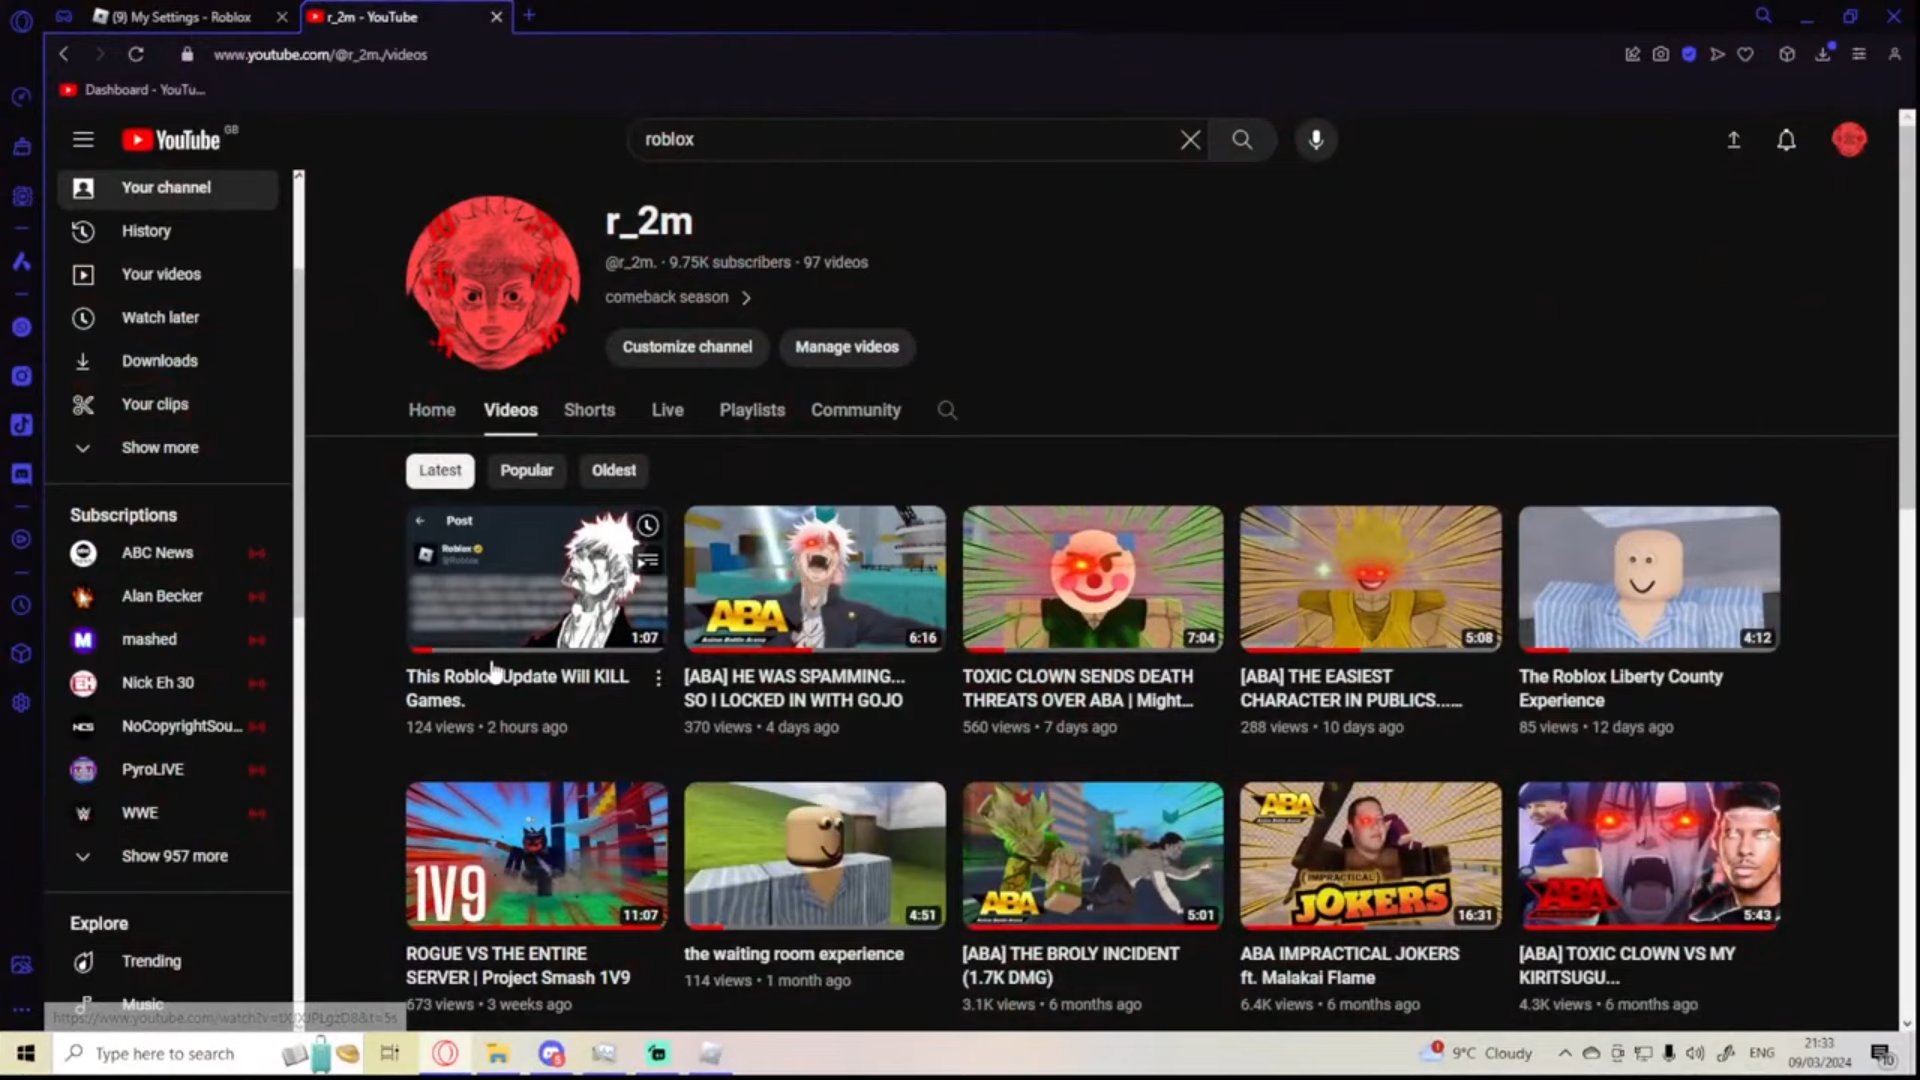 (9) My Settings - Roblox
r_2m - YouTube
www.youtube.com/@r_2m./videos
Dashboard - YouTu...
YouTube GB
roblox
Your channel
History
Your videos
Watch later
Downloads
Your clips
Show more
Subscriptions
ABC News
Alan Becker
mashed
Nick Eh 30
NoCopyrightSou...
PyroLIVE
WWE
Show 957 more
Explore
Trending
Music
r_2m
@r_2m. · 9.75K subscribers · 97 videos
comeback season
Customize channel
Manage videos
Home
Videos
Shorts
Live
Playlists
Community
Latest
Popular
Oldest
Post
Roblox
@Roblox
1:07
ABA
6:16
7:04
5:08
4:12
This Roblox Update Will KILL
Games.
124 views • 2 hours ago
[ABA] HE WAS SPAMMING...
SO I LOCKED IN WITH GOJO
370 views • 4 days ago
TOXIC CLOWN SENDS DEATH
THREATS OVER ABA | Might...
560 views • 7 days ago
[ABA] THE EASIEST
CHARACTER IN PUBLICS......
288 views • 10 days ago
The Roblox Liberty County
Experience
85 views • 12 days ago
1V9
11:07
4:51
ABA
5:01
ABA
IMPRACTICAL
JOKERS
16:31
ABA
5:43
ROGUE VS THE ENTIRE
SERVER | Project Smash 1V9
673 views • 3 weeks ago
the waiting room experience
114 views • 1 month ago
[ABA] THE BROLY INCIDENT
(1.7K DMG)
3.1K views • 6 months ago
ABA IMPRACTICAL JOKERS
ft. Malakai Flame
6.4K views • 6 months ago
[ABA] TOXIC CLOWN VS MY
KIRITSUGU...
4.3K views • 6 months ago
Type here to search
9°C Cloudy
ENG
21:33
09/03/2024